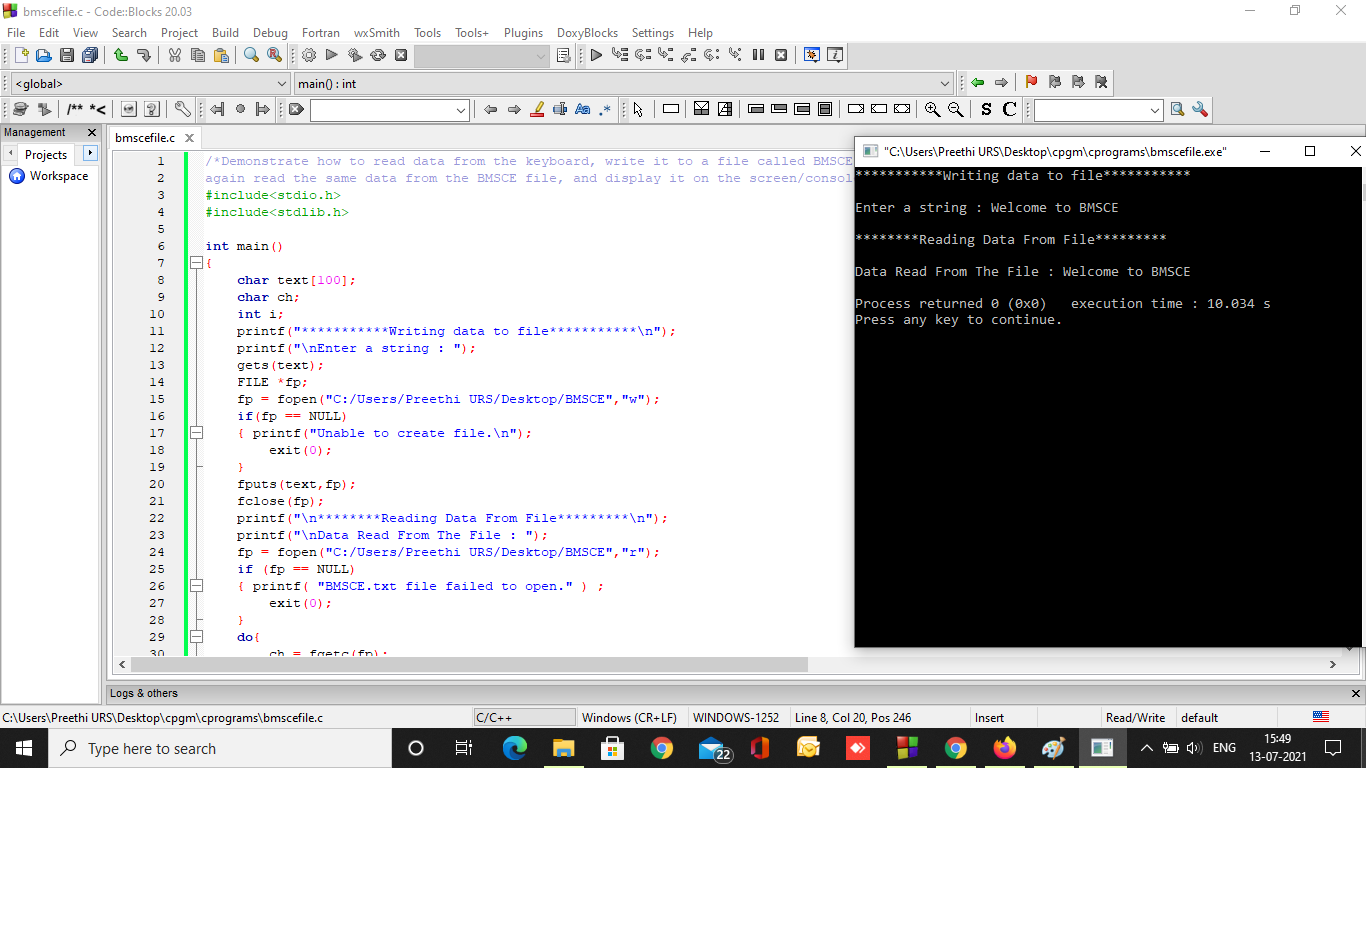 bmscefile.c - Code::Blocks 20.03
File Edit View Search Project Build Debug Fortran wxSmith Tools Tools+ Plugins DoxyBlocks Settings Help
<global>
main() : int
/** *<
Aa .*
S C
Management
Projects
Workspace
bmscefile.c
1 /*Demonstrate how to read data from the keyboard, write it to a file called BMSCE
2 again read the same data from the BMSCE file, and display it on the screen/consol
3 #include<stdio.h>
4 #include<stdlib.h>
5
6 int main()
7 {
8 char text[100];
9 char ch;
10 int i;
11 printf("***********Writing data to file***********\n");
12 printf("\nEnter a string : ");
13 gets(text);
14 FILE *fp;
15 fp = fopen("C:/Users/Preethi URS/Desktop/BMSCE","w");
16 if(fp == NULL)
17 { printf("Unable to create file.\n");
18 exit(0);
19 }
20 fputs(text,fp);
21 fclose(fp);
22 printf("\n********Reading Data From File*********\n");
23 printf("\nData Read From The File : ");
24 fp = fopen("C:/Users/Preethi URS/Desktop/BMSCE","r");
25 if (fp == NULL)
26 { printf( "BMSCE.txt file failed to open." ) ;
27 exit(0);
28 }
29 do{
30 ch = fgetc(fp);
"C:\Users\Preethi URS\Desktop\cpgm\cprograms\bmscefile.exe"
***********Writing data to file***********
Enter a string : Welcome to BMSCE
********Reading Data From File*********
Data Read From The File : Welcome to BMSCE
Process returned 0 (0x0)   execution time : 10.034 s
Press any key to continue.
Logs & others
C:\Users\Preethi URS\Desktop\cpgm\cprograms\bmscefile.c C/C++ Windows (CR+LF) WINDOWS-1252 Line 8, Col 20, Pos 246 Insert Read/Write default
Type here to search
22
ENG
15:49
13-07-2021